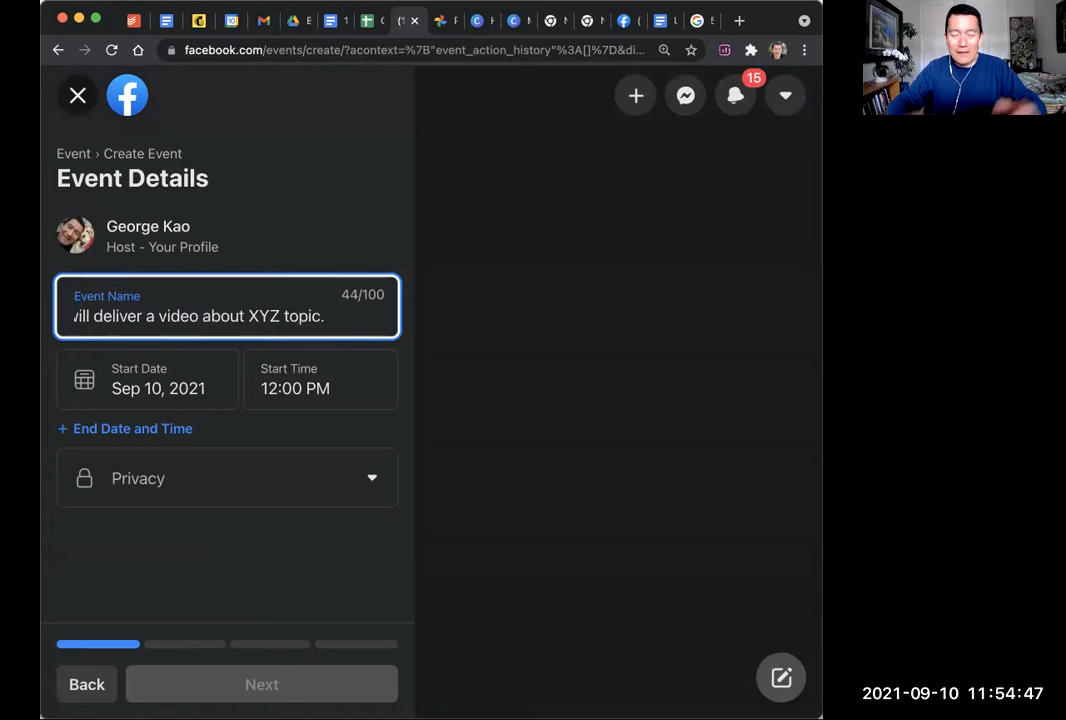 facebook.com/events/create/?acontext=%7B"event_action_history"%3A[]%7D&di...
15
Event › Create Event
Event Details
George Kao
Host - Your Profile
Event Name
44/100
will deliver a video about XYZ topic.
Start Date
Sep 10, 2021
Start Time
12:00 PM
+ End Date and Time
Privacy
Back
Next
2021-09-10 11:54:47